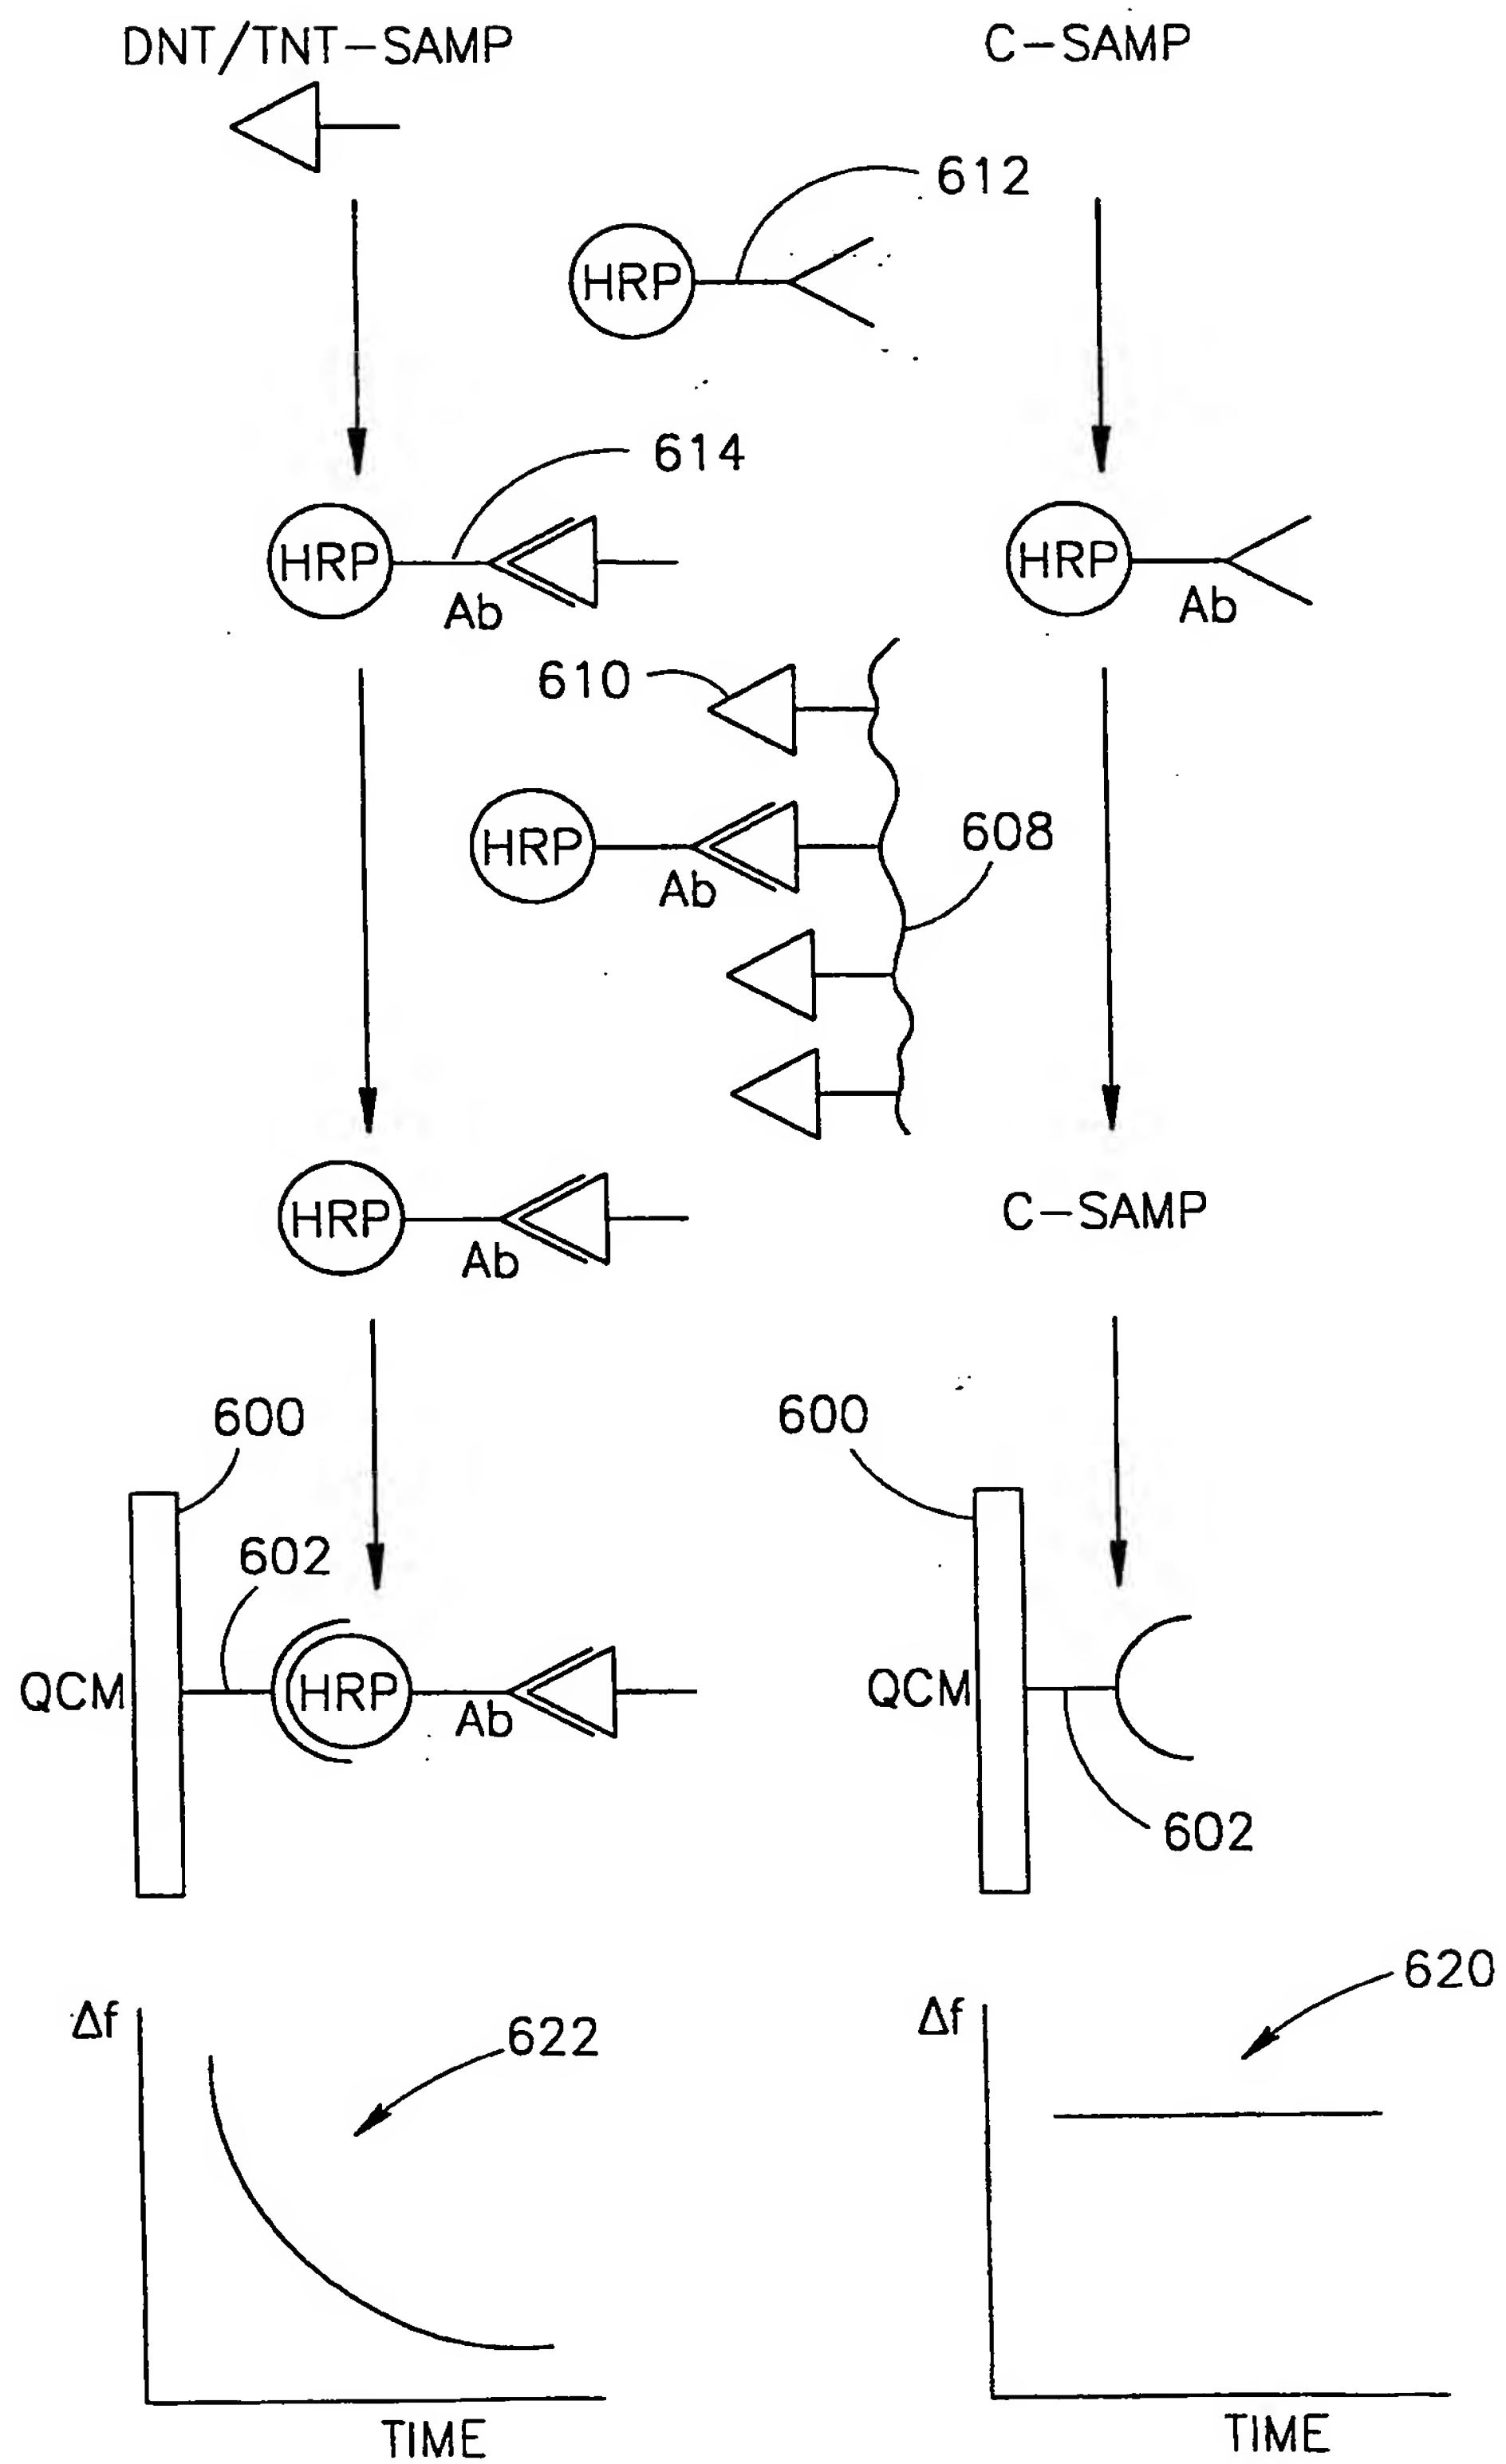 DNT/TNT-SAMP
C-SAMP
612
HRP
614
HRP
Ab
HRP
Ab
610
608
HRP
Ab
HRP
Ab
C-SAMP
600
600
602
QCM
HRP
Ab
QCM
602
620
Δf
622
Δf
TIME
TIME